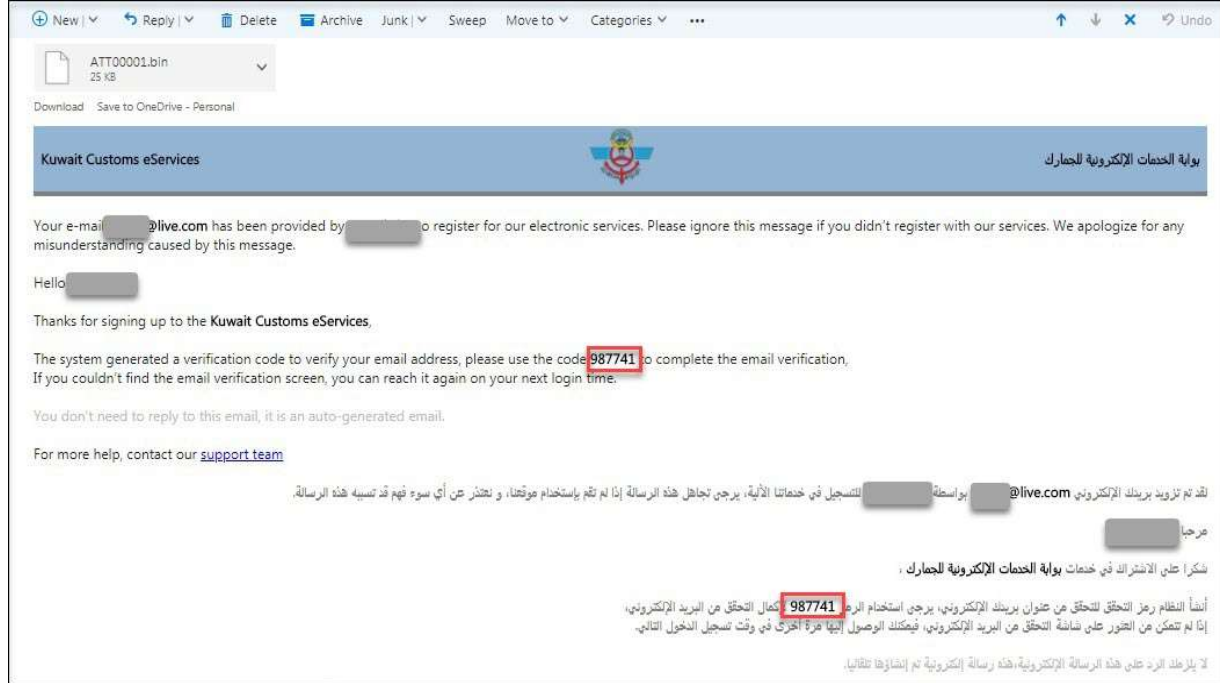 New | Reply | Delete Archive Junk | Sweep Move to Categories ... Undo
ATT00001.bin
25 KB
Download Save to OneDrive - Personal
Kuwait Customs eServices بوابة الخدمات الإلكترونية للجمارك
Your e-mai @live.com has been provided by o register for our electronic services. Please ignore this message if you didn't register with our services. We apologize for any
misunderstanding caused by this message.
Hello
Thanks for signing up to the Kuwait Customs eServices,
The system generated a verification code to verify your email address, please use the code 987741 to complete the email verification,
If you couldn't find the email verification screen, you can reach it again on your next login time.
You don't need to reply to this email, it is an auto-generated email.
For more help, contact our support team
لقد تم تزويد بريدك الإلكتروني @live.com بواسطة للتسجيل في خدماتنا الألية، يرجى تجاهل هذه الرسالة إذا لم تقم بإستخدام موقعنا، و نعتذر عن أي سوء فهم قد تسببه هذه الرسالة.
مرحبا
شكرا على الاشتراك في خدمات بوابة الخدمات الإلكترونية للجمارك ،
أنشأ النظام رمز التحقق للتحقق من عنوان بريدك الإلكتروني، يرجى استخدام الرمز 987741 لإكمال التحقق من البريد الإلكتروني،
إذا لم تتمكن من العثور على شاشة التحقق من البريد الإلكتروني، فيمكنك الوصول إليها مرة أخرى في وقت تسجيل الدخول التالي.
لا يلزمك الرد على هذه الرسالة الإلكترونية،هذه رسالة إلكترونية تم إنشاؤها تلقائيا.